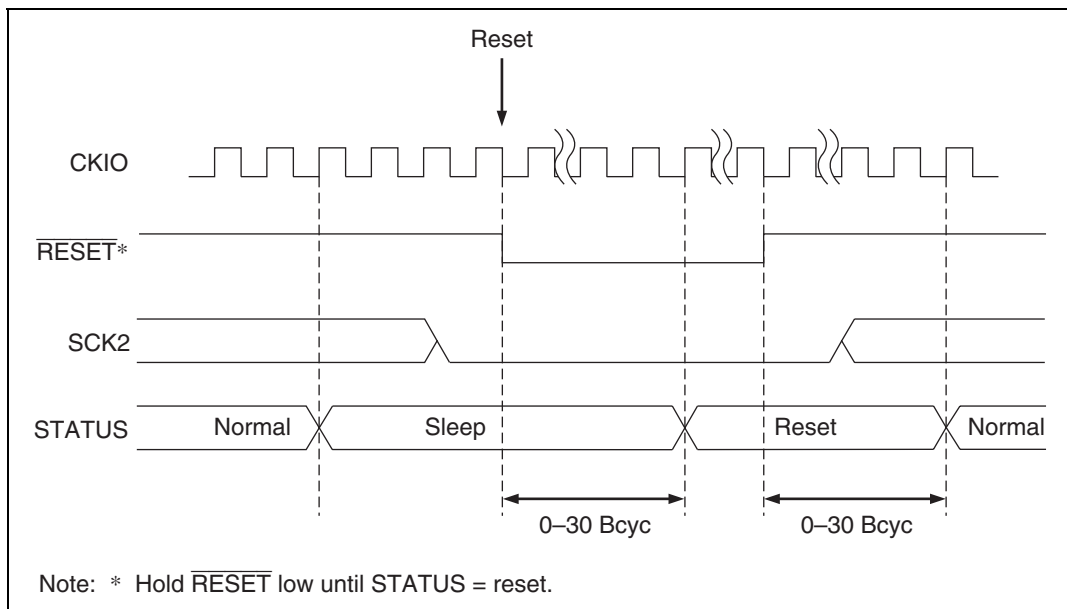 Reset
CKIO
RESET*
SCK2
STATUS
Normal
Sleep
Reset
Normal
0–30 Bcyc
0–30 Bcyc
Note: * Hold RESET low until STATUS = reset.